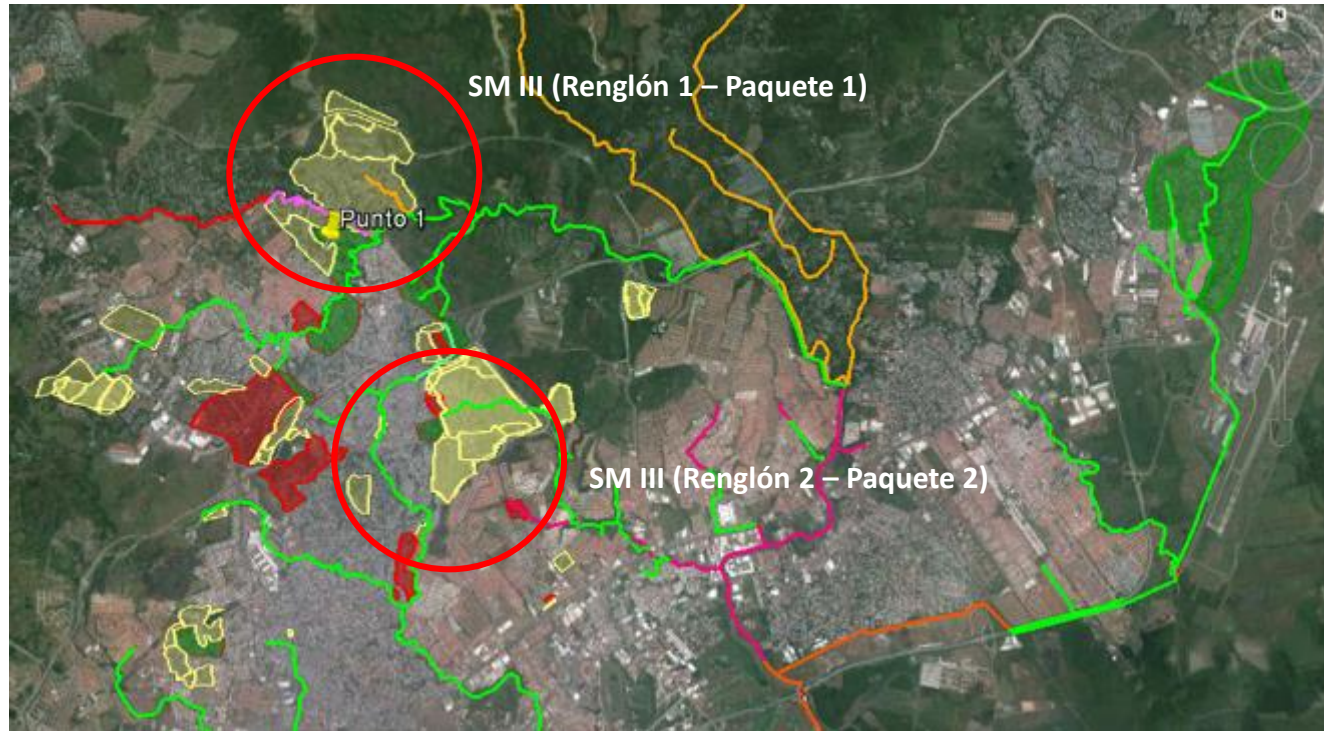 N
SM III (Renglón 1 – Paquete 1)
Punto 1
SM III (Renglón 2 – Paquete 2)